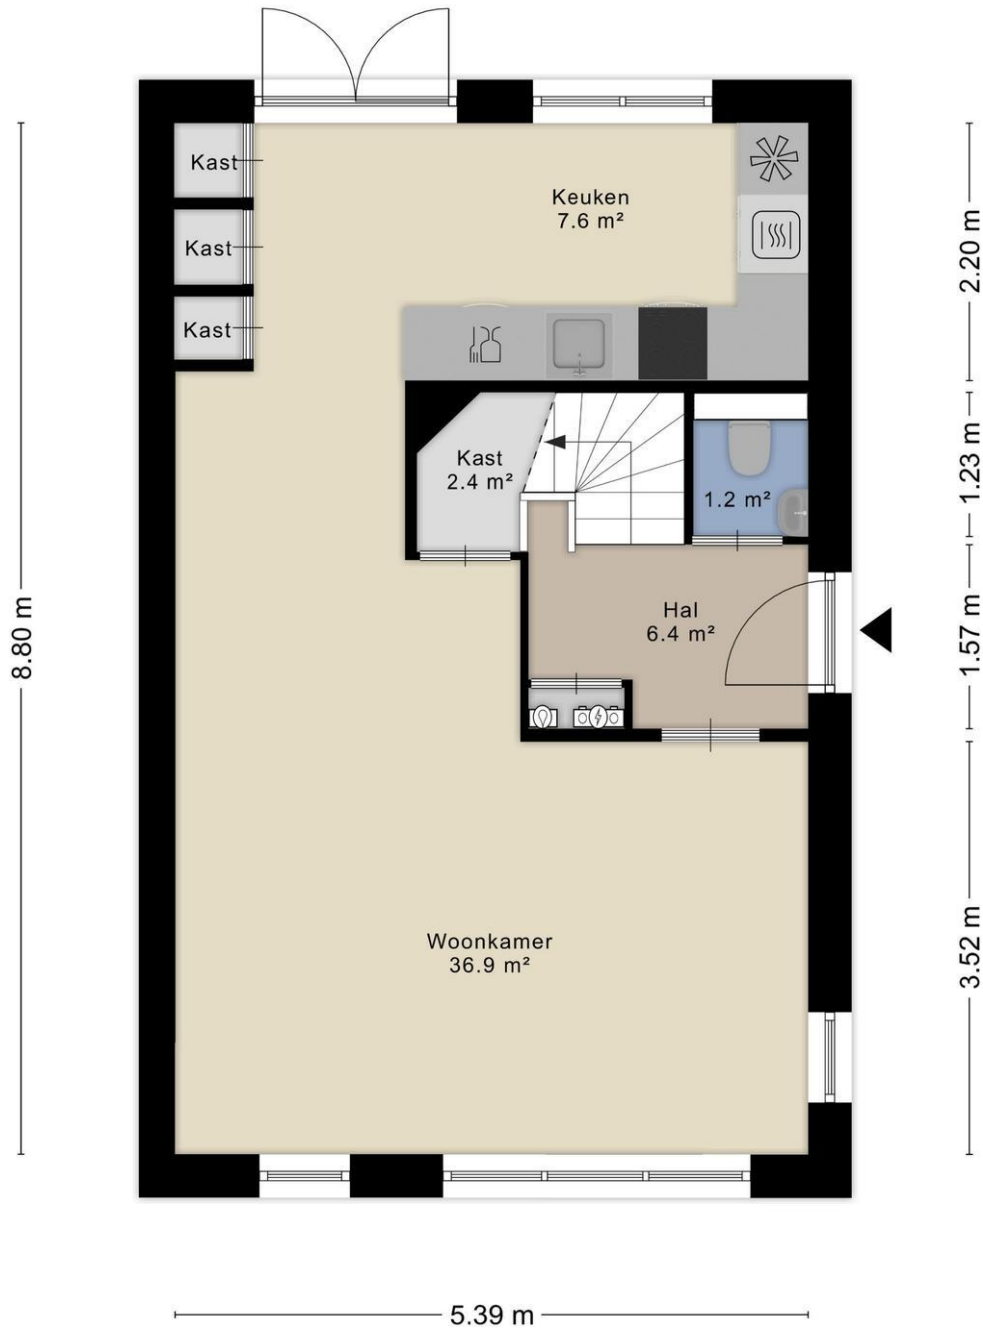 Kast
Keuken
7.6 m²
Kast
Kast
2.20 m
Kast
2.4 m²
1.2 m²
1.23 m
Hal
6.4 m²
1.57 m
8.80 m
Woonkamer
36.9 m²
3.52 m
5.39 m